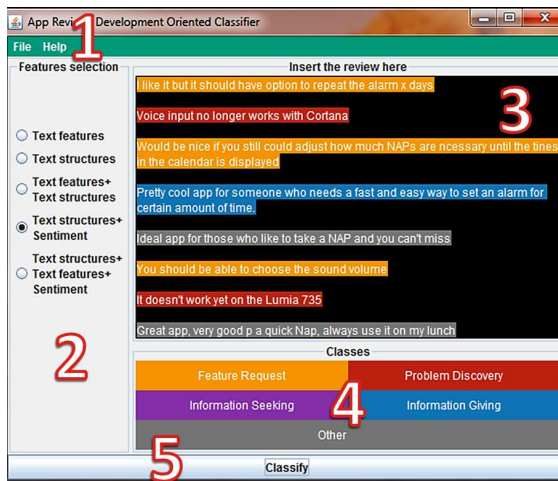 App Review Development Oriented Classifier
1
File Help
Features selection
Insert the review here
I like it but it should have option to repeat the alarm x days
3
Voice input no longer works with Cortana
Text features
Text structures
Would be nice if you still could adjust how much NAPs are ncessary until the tines
in the calendar is displayed
Text features+
Text structures
Pretty cool app for someone who needs a fast and easy way to set an alarm for
certain amount of time.
Text structures+
Sentiment
Ideal app for those who like to take a NAP and you can't miss
Text structures+
Text features+
Sentiment
You should be able to choose the sound volume
It doesn't work yet on the Lumia 735
Great app, very good p a quick Nap, always use it on my lunch
2
Classes
Feature Request
Problem Discovery
Information Seeking
4
Information Giving
Other
5
Classify